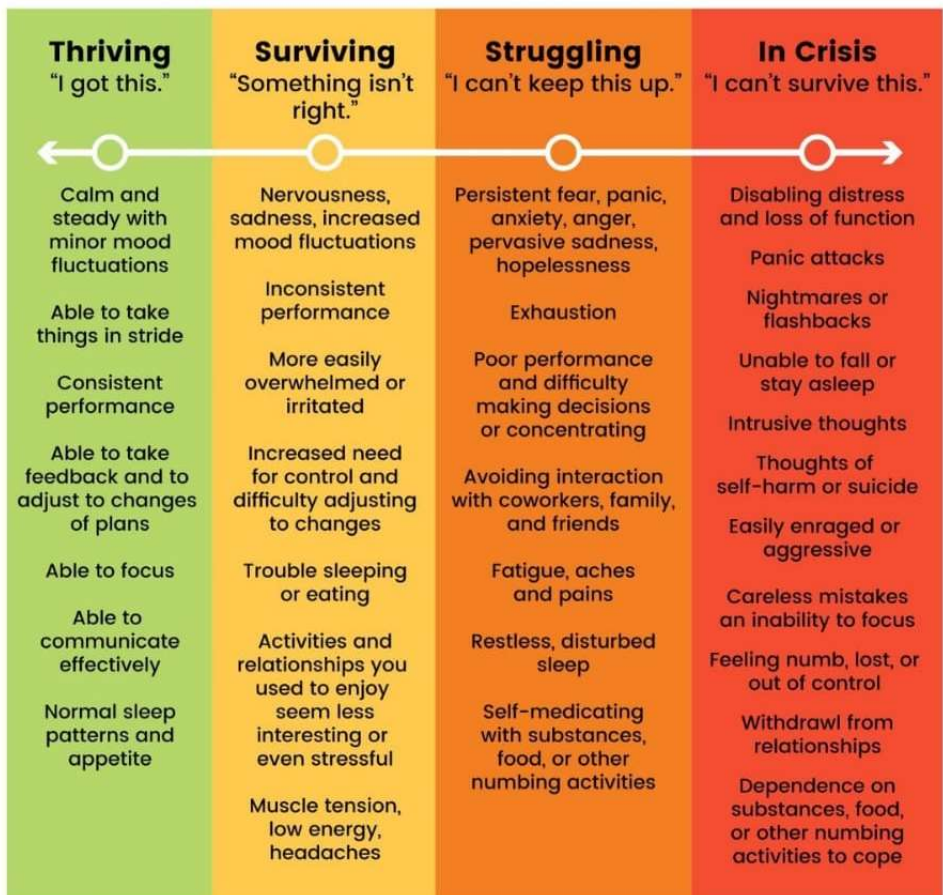 Thriving
"I got this."
Calm and
steady with
minor mood
fluctuations
Able to take
things in stride
Consistent
performance
Able to take
feedback and to
adjust to changes
of plans
Able to focus
Able to
communicate
effectively
Normal sleep
patterns and
appetite
Surviving
"Something isn't
right."
Nervousness,
sadness, increased
mood fluctuations
Inconsistent
performance
More easily
overwhelmed or
irritated
Increased need
for control and
difficulty adjusting
to changes
Trouble sleeping
or eating
Activities and
relationships you
used to enjoy
seem less
interesting or
even stressful
Muscle tension,
low energy,
headaches
Struggling
"I can't keep this up."
Persistent fear, panic,
anxiety, anger,
pervasive sadness,
hopelessness
Exhaustion
Poor performance
and difficulty
making decisions
or concentrating
Avoiding interaction
with coworkers, family,
and friends
Fatigue, aches
and pains
Restless, disturbed
sleep
Self-medicating
with substances,
food, or other
numbing activities
In Crisis
"I can't survive this."
Disabling distress
and loss of function
Panic attacks
Nightmares or
flashbacks
Unable to fall or
stay asleep
Intrusive thoughts
Thoughts of
self-harm or suicide
Easily enraged or
aggressive
Careless mistakes
an inability to focus
Feeling numb, lost, or
out of control
Withdrawl from
relationships
Dependence on
substances, food,
or other numbing
activities to cope